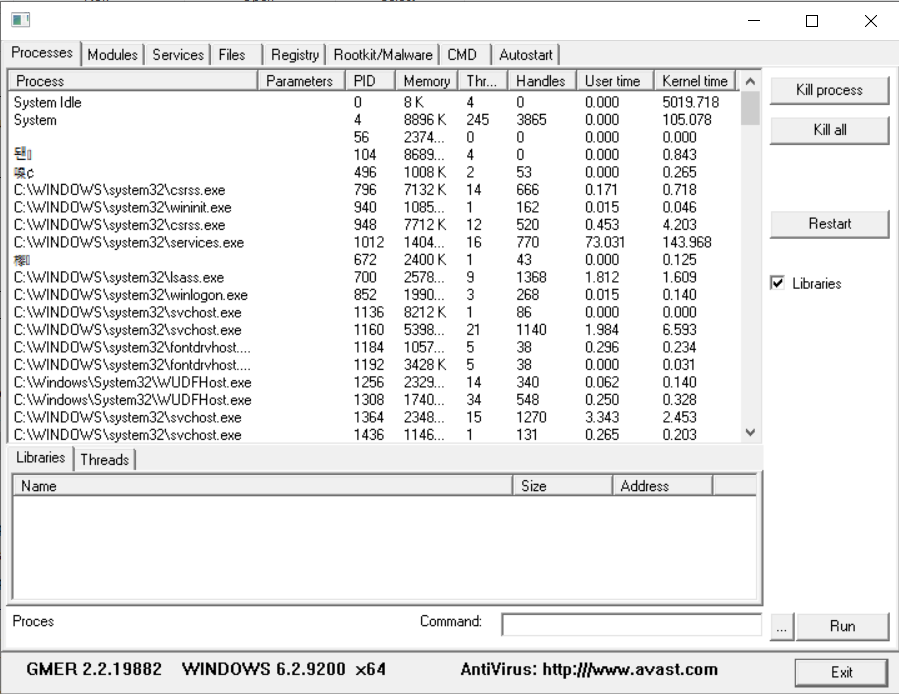 Processes Modules Services Files Registry Rootkit/Malware CMD Autostart
Process Parameters PID Memory Thr... Handles User time Kernel time
System Idle 0 8 K 4 0 0.000 5019.718
System 4 8896 K 245 3865 0.000 105.078
56 2374... 0 0 0.000 0.000
104 8689... 4 0 0.000 0.843
496 1008 K 2 53 0.000 0.265
C:\WINDOWS\system32\csrss.exe 796 7132 K 14 666 0.171 0.718
C:\WINDOWS\system32\wininit.exe 940 1085... 1 162 0.015 0.046
C:\WINDOWS\system32\csrss.exe 948 7712 K 12 520 0.453 4.203
C:\WINDOWS\system32\services.exe 1012 1404... 16 770 73.031 143.968
672 2400 K 1 43 0.000 0.125
C:\WINDOWS\system32\lsass.exe 700 2578... 9 1368 1.812 1.609
C:\WINDOWS\system32\winlogon.exe 852 1990... 3 268 0.015 0.140
C:\WINDOWS\system32\svchost.exe 1136 8212 K 1 86 0.000 0.000
C:\WINDOWS\system32\svchost.exe 1160 5398... 21 1140 1.984 6.593
C:\WINDOWS\system32\fontdrvhost.... 1184 1057... 5 38 0.296 0.234
C:\WINDOWS\system32\fontdrvhost.... 1192 3428 K 5 38 0.000 0.031
C:\Windows\System32\WUDFHost.exe 1256 2329... 14 340 0.062 0.140
C:\Windows\System32\WUDFHost.exe 1308 1740... 34 548 0.250 0.328
C:\WINDOWS\system32\svchost.exe 1364 2348... 15 1270 3.343 2.453
C:\WINDOWS\system32\svchost.exe 1436 1146... 1 131 0.265 0.203
Kill process
Kill all
Restart
Libraries
Libraries Threads
Name Size Address
Proces Command: ... Run
GMER 2.2.19882 WINDOWS 6.2.9200 x64 AntiVirus: http:///www.avast.com Exit